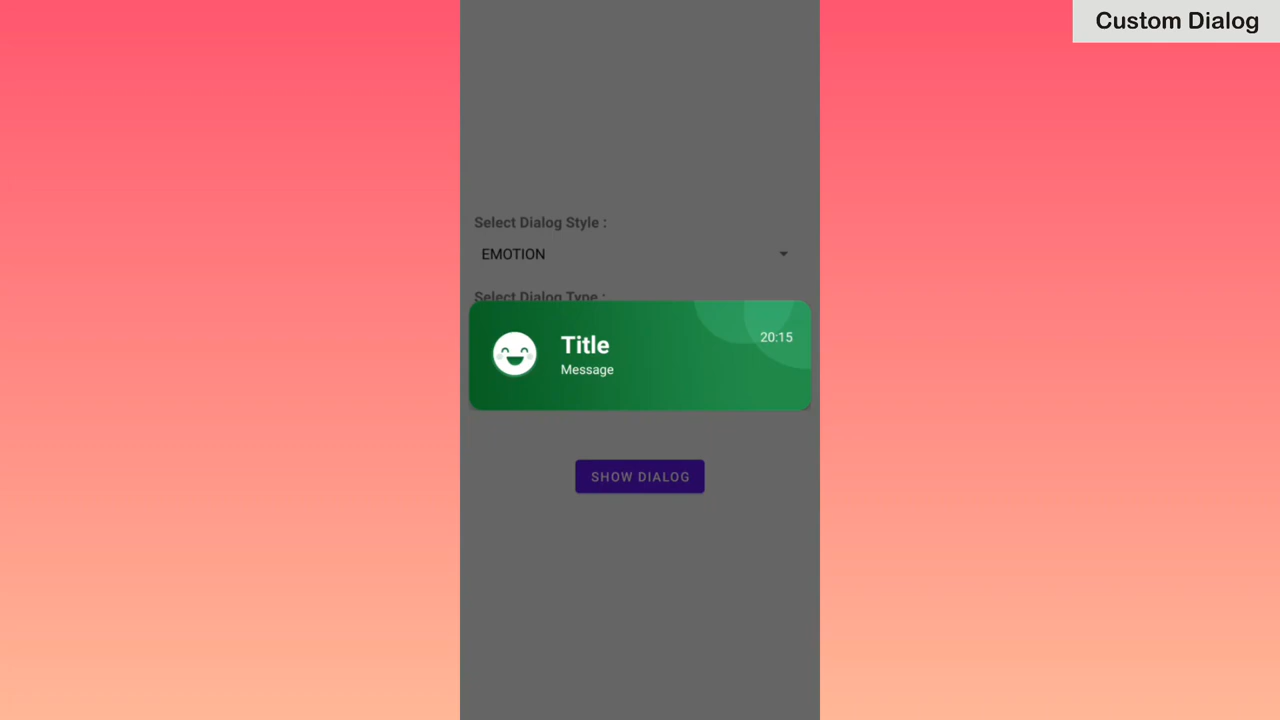 Custom Dialog
Select Dialog Style :
EMOTION
Select Dialog Type :
Title
20:15
Message
SHOW DIALOG